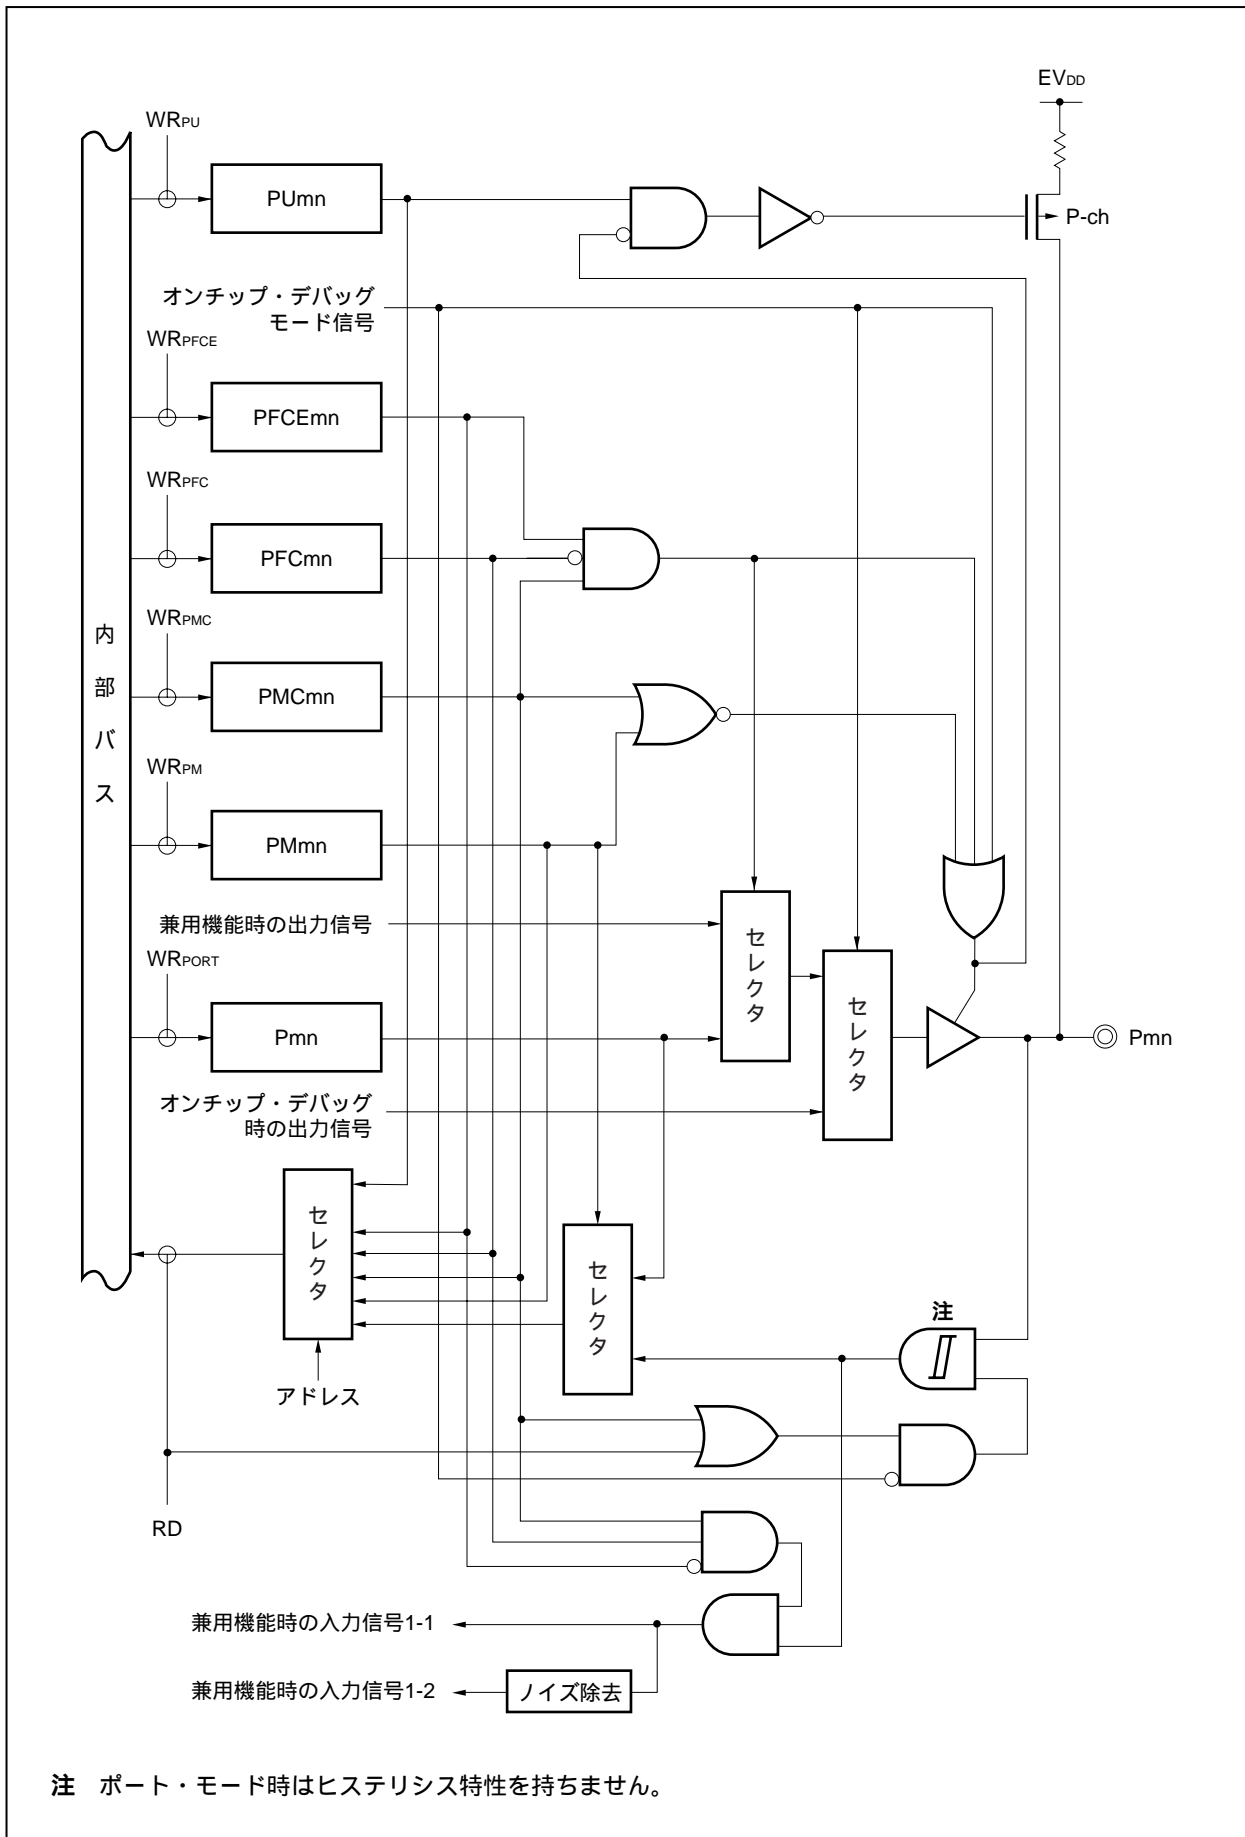 EVDD
WRPU
PUmn
P-ch
オンチップ・デバッグ
モード信号
WRPFCE
PFCEmn
WRPFC
PFCmn
内部バス
WRPMC
PMCmn
WRPM
PMmn
兼用機能時の出力信号
セレクタ
WRPORT
セレクタ
Pmn
Pmn
オンチップ・デバッグ
時の出力信号
セレクタ
セレクタ
注
アドレス
RD
兼用機能時の入力信号1-1
兼用機能時の入力信号1-2
ノイズ除去
注 ポート・モード時はヒステリシス特性を持ちません。